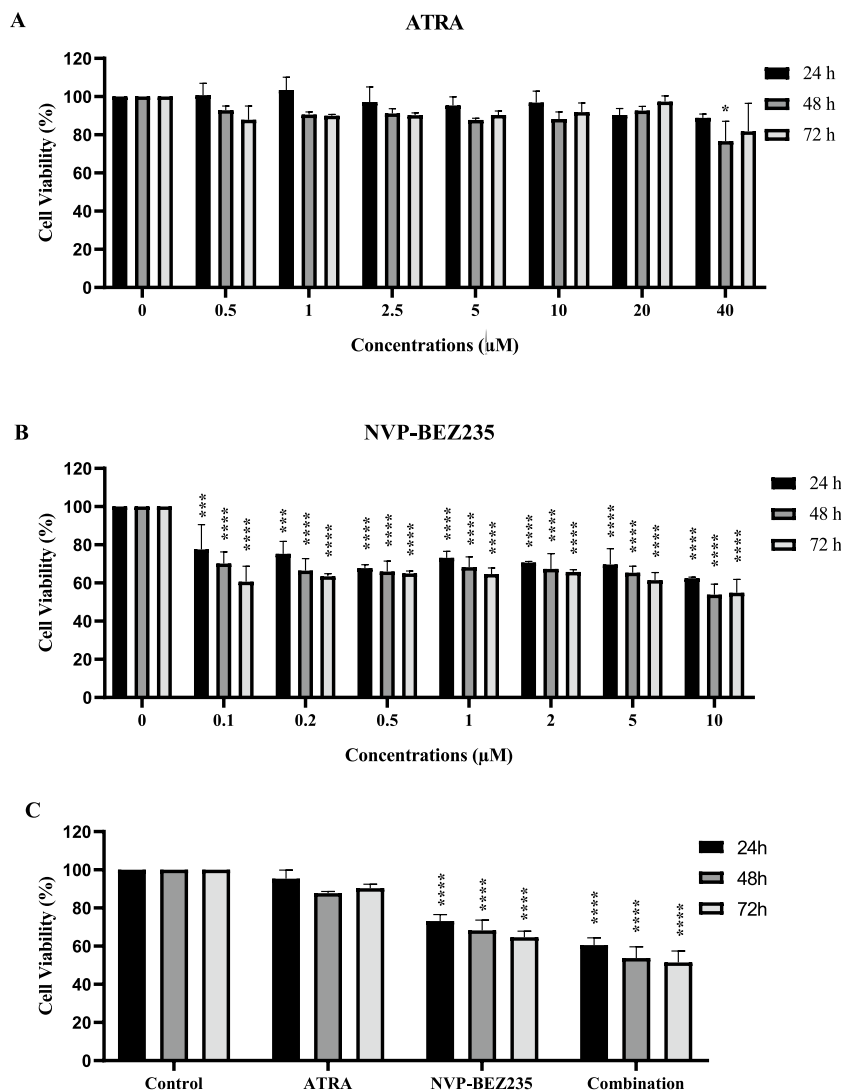 A
ATRA
120
100
80
60
40
20
0
Cell Viability (%)
*
24 h
48 h
72 h
0 0.5 1 2.5 5 10 20 40
Concentrations (µM)
B
NVP-BEZ235
120
100
80
60
40
20
0
Cell Viability (%)
*** **** **** *** **** **** **** **** **** **** **** **** **** **** **** **** **** **** **** **** ****
24 h
48 h
72 h
0 0.1 0.2 0.5 1 2 5 10
Concentrations (µM)
C
120
100
80
60
40
20
0
Cell Viability (%)
**** **** **** **** **** ****
24h
48h
72h
Control ATRA NVP-BEZ235 Combination